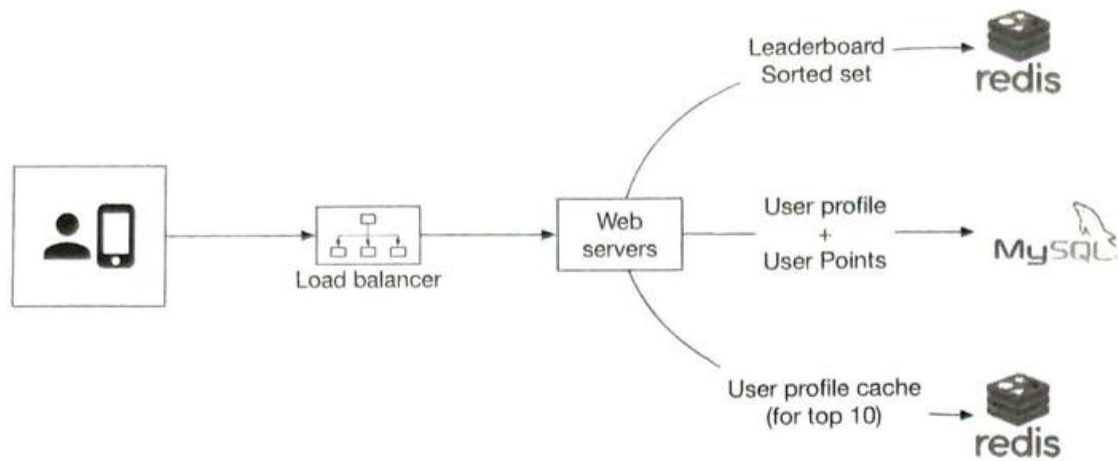 Leaderboard
Sorted set
redis
Load balancer
Web
servers
User profile
+
User Points
MySQL
User profile cache
(for top 10)
redis